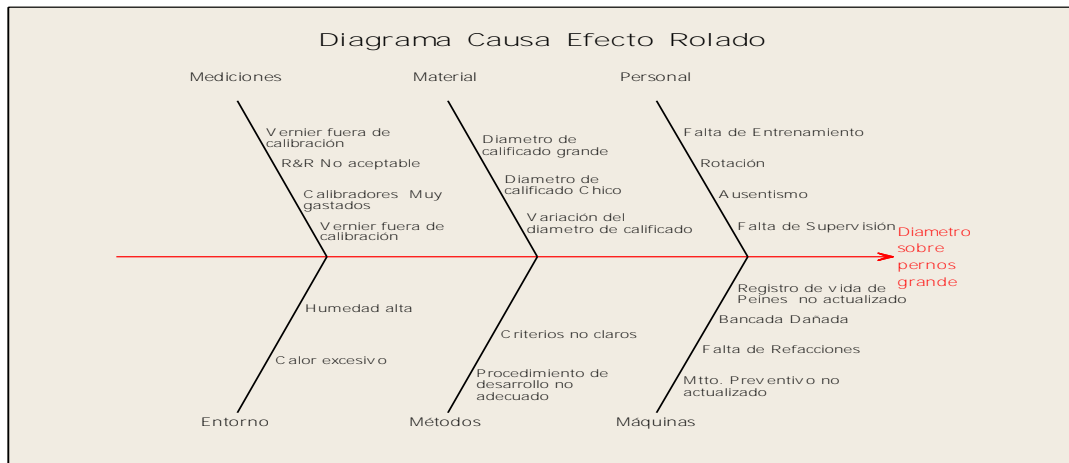 Diagrama Causa Efecto Rolado
Mediciones
Material
Personal
Vernier fuera de
calibración
R&R No aceptable
Calibradores Muy
gastados
Vernier fuera de
calibración
Diametro de
calificado grande
Diametro de
calificado Chico
Variación del
diametro de calificado
Falta de Entrenamiento
Rotación
Ausentismo
Falta de Supervisión
Diametro
sobre
pernos
grande
Humedad alta
Calor excesivo
Criterios no claros
Procedimiento de
desarrollo no
adecuado
Registro de vida de
Peines no actualizado
Bancada Dañada
Falta de Refacciones
Mtto. Preventivo no
actualizado
Entorno
Métodos
Máquinas